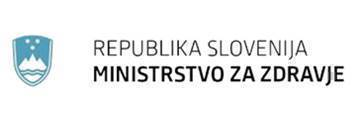 REPUBLIKA SLOVENIJA
MINISTRSTVO ZA ZDRAVJE